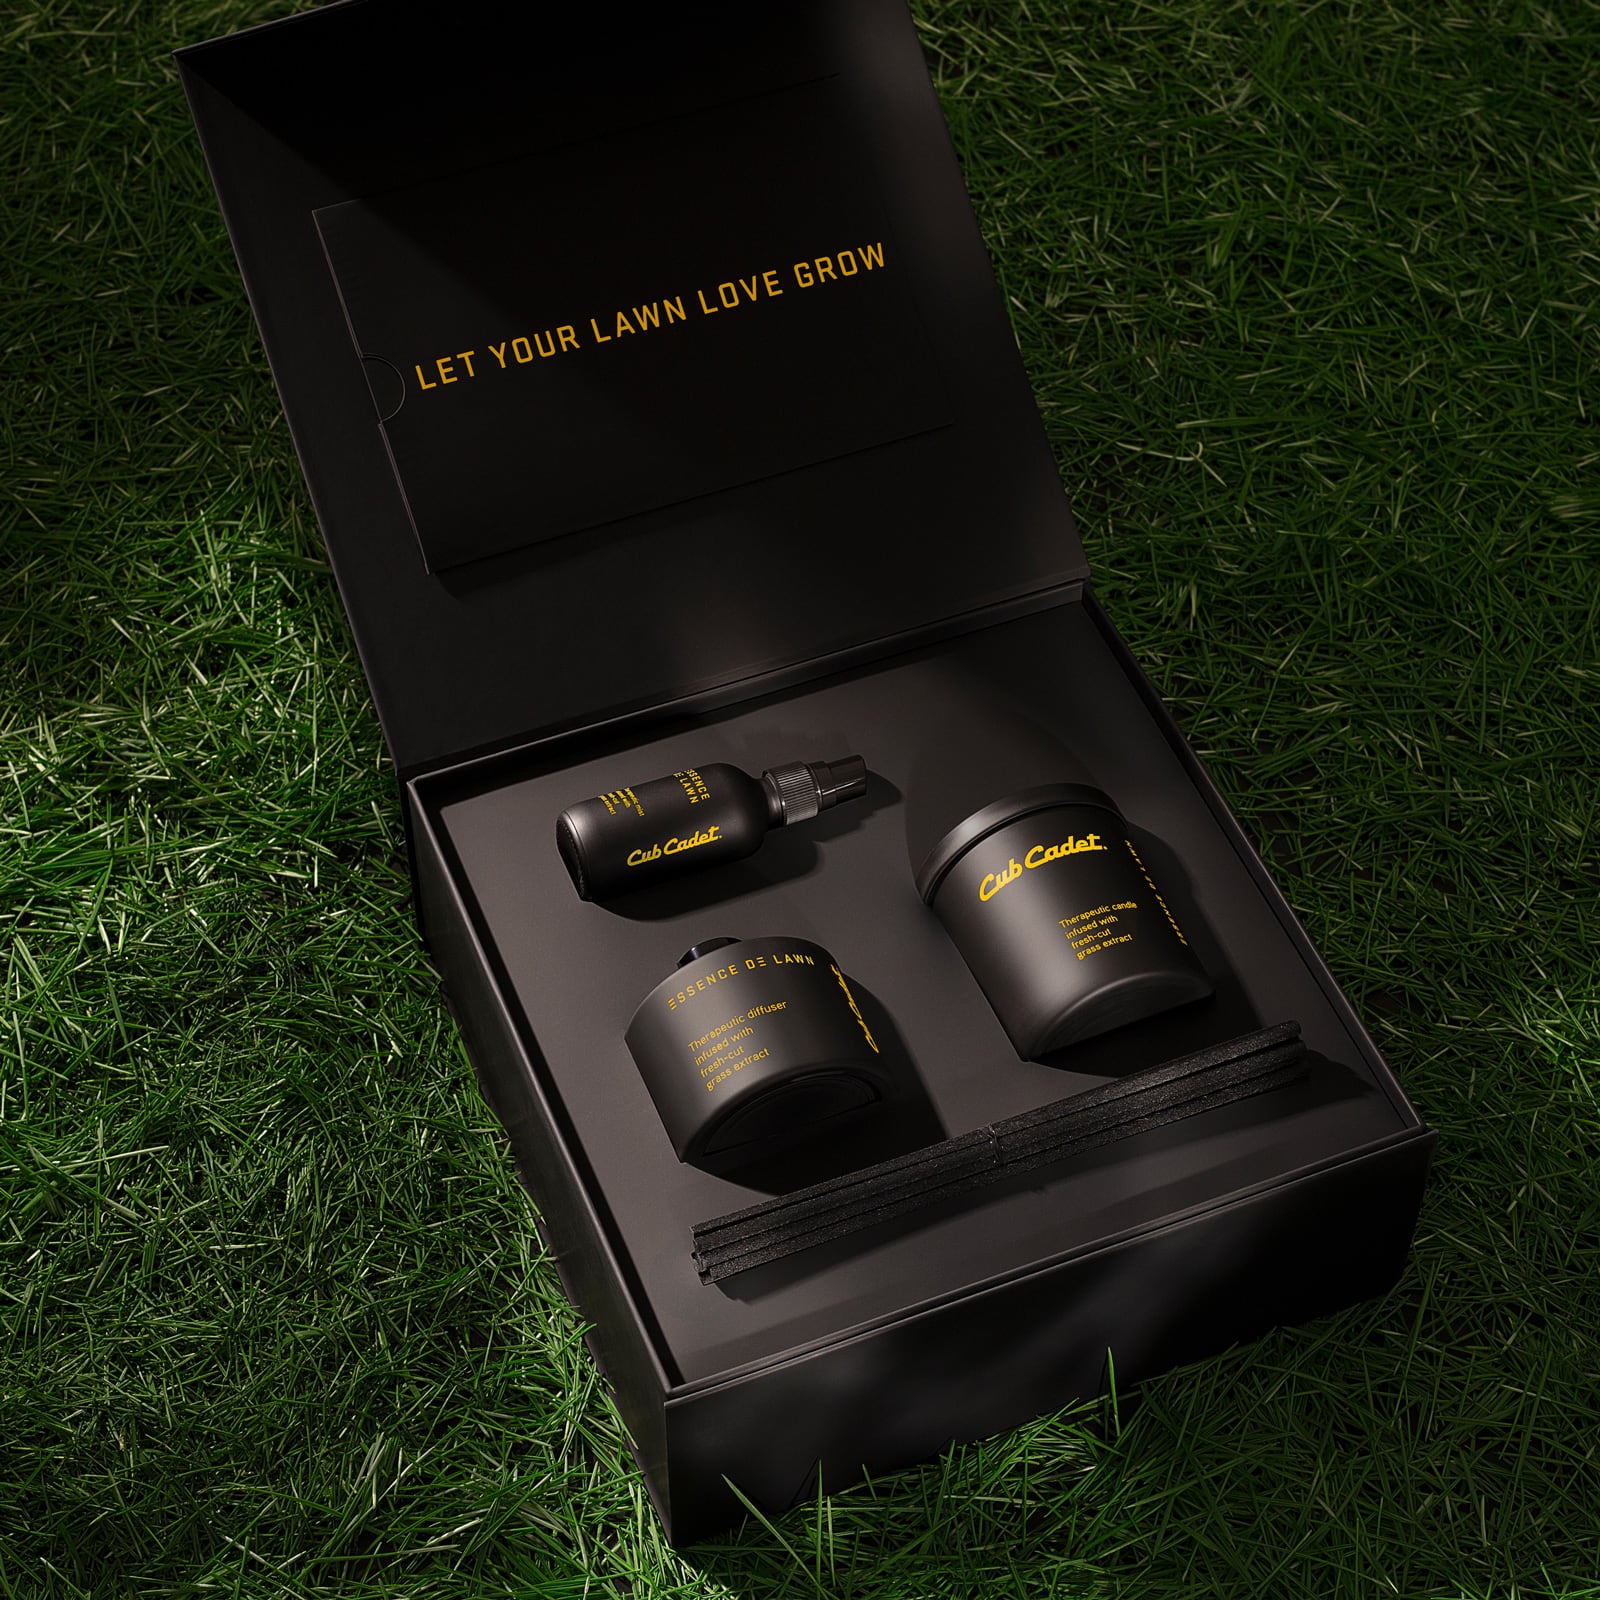 LET YOUR LAWN LOVE GROW
ESSENCE
DE LAWN
Cub Cadet.
Cub Cadet.
Therapeutic candle
infused with
fresh-cut
grass extract
ESSENCE DE LAWN
Therapeutic diffuser
infused with
fresh-cut
grass extract